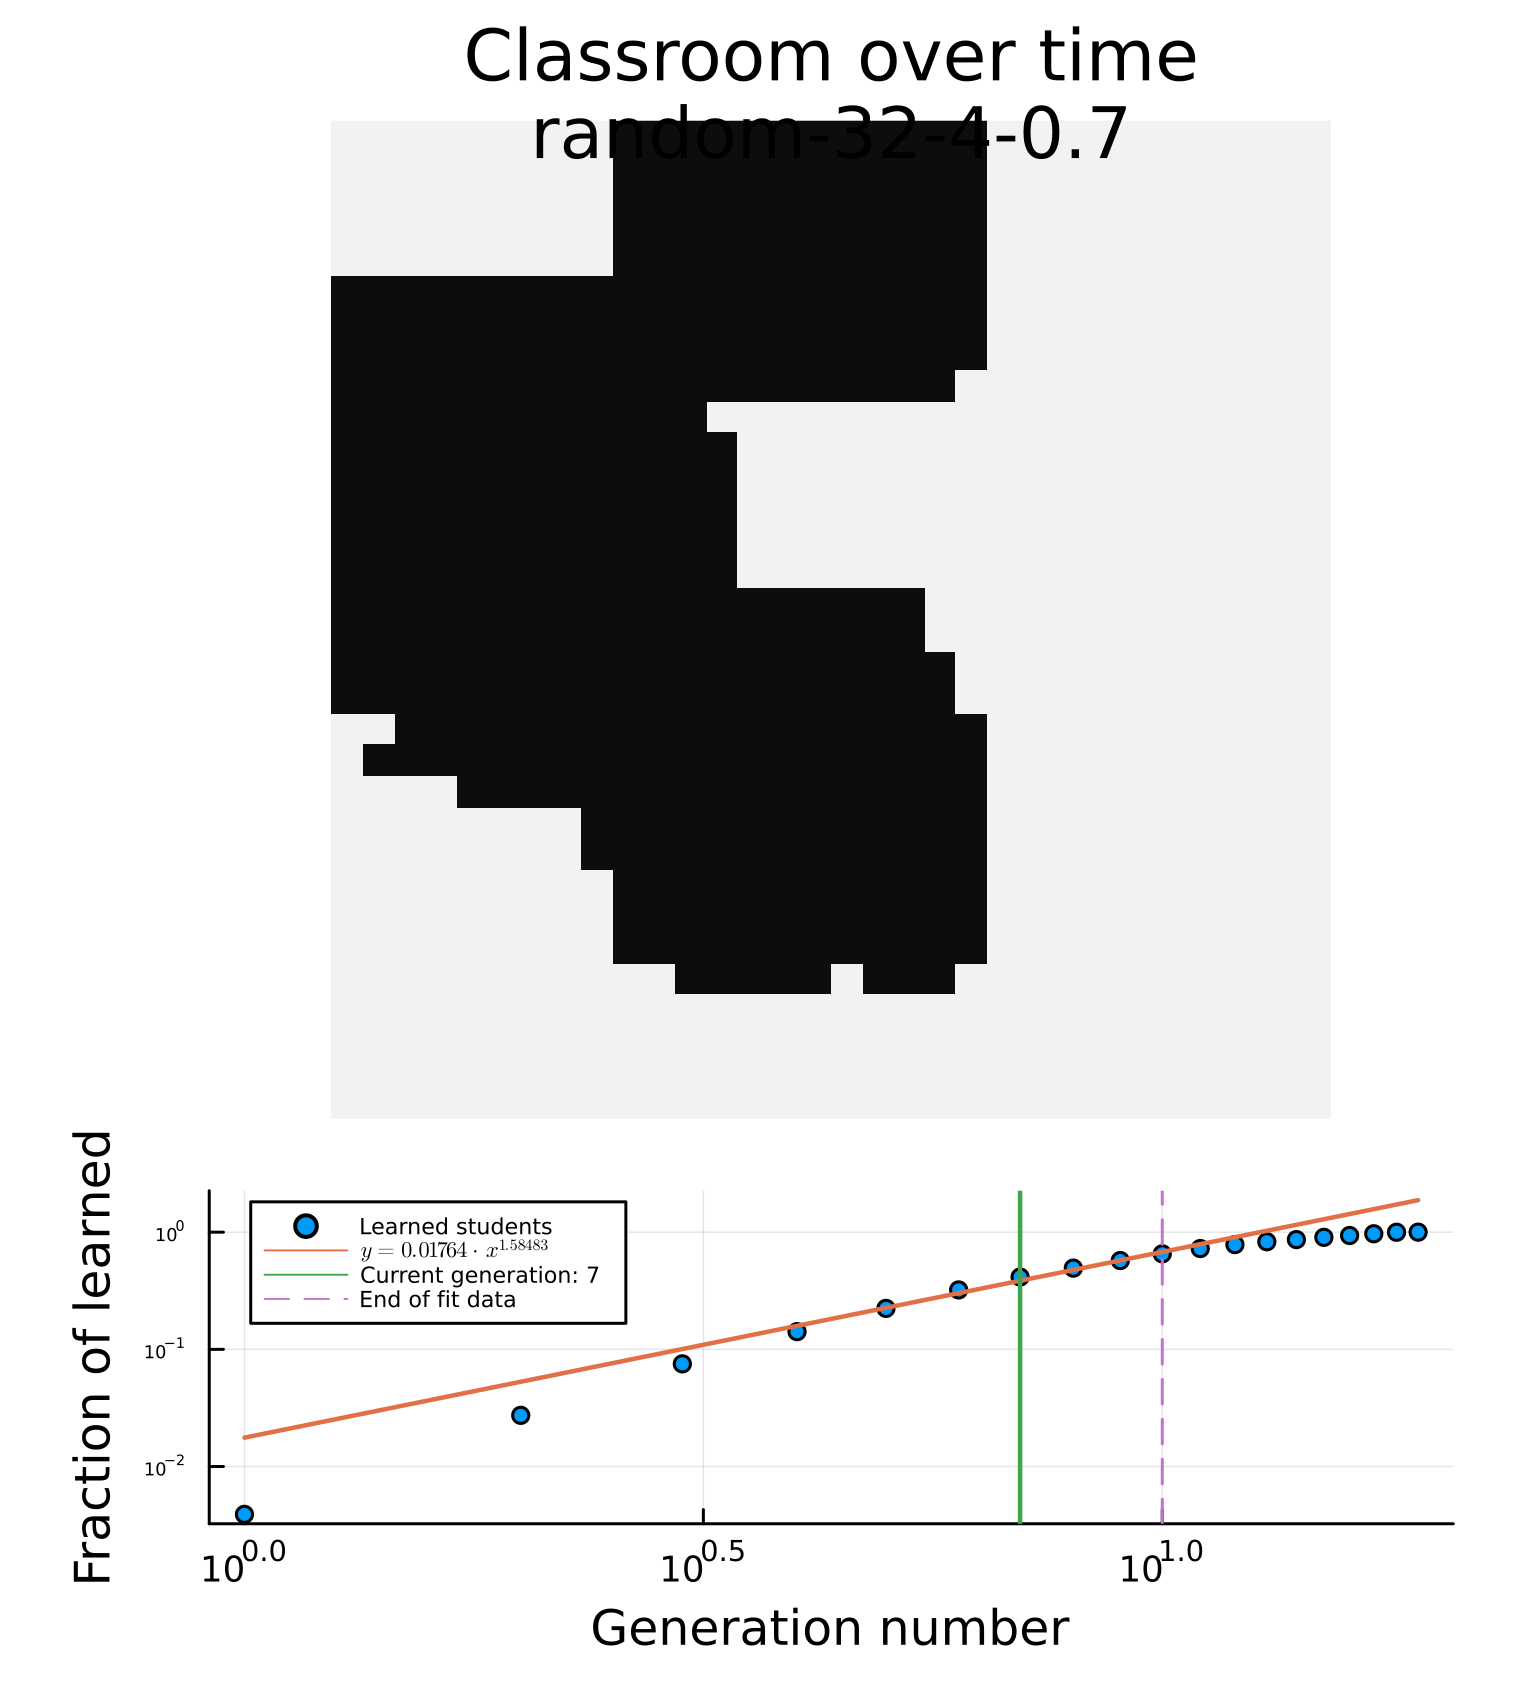 Classroom over time
random-32-4-0.7
Fraction of learned
10^0
10^-1
10^-2
Learned students
y = 0.01764 · x^1.58483
Current generation: 7
End of fit data
10^0.0 10^0.5 10^1.0
Generation number